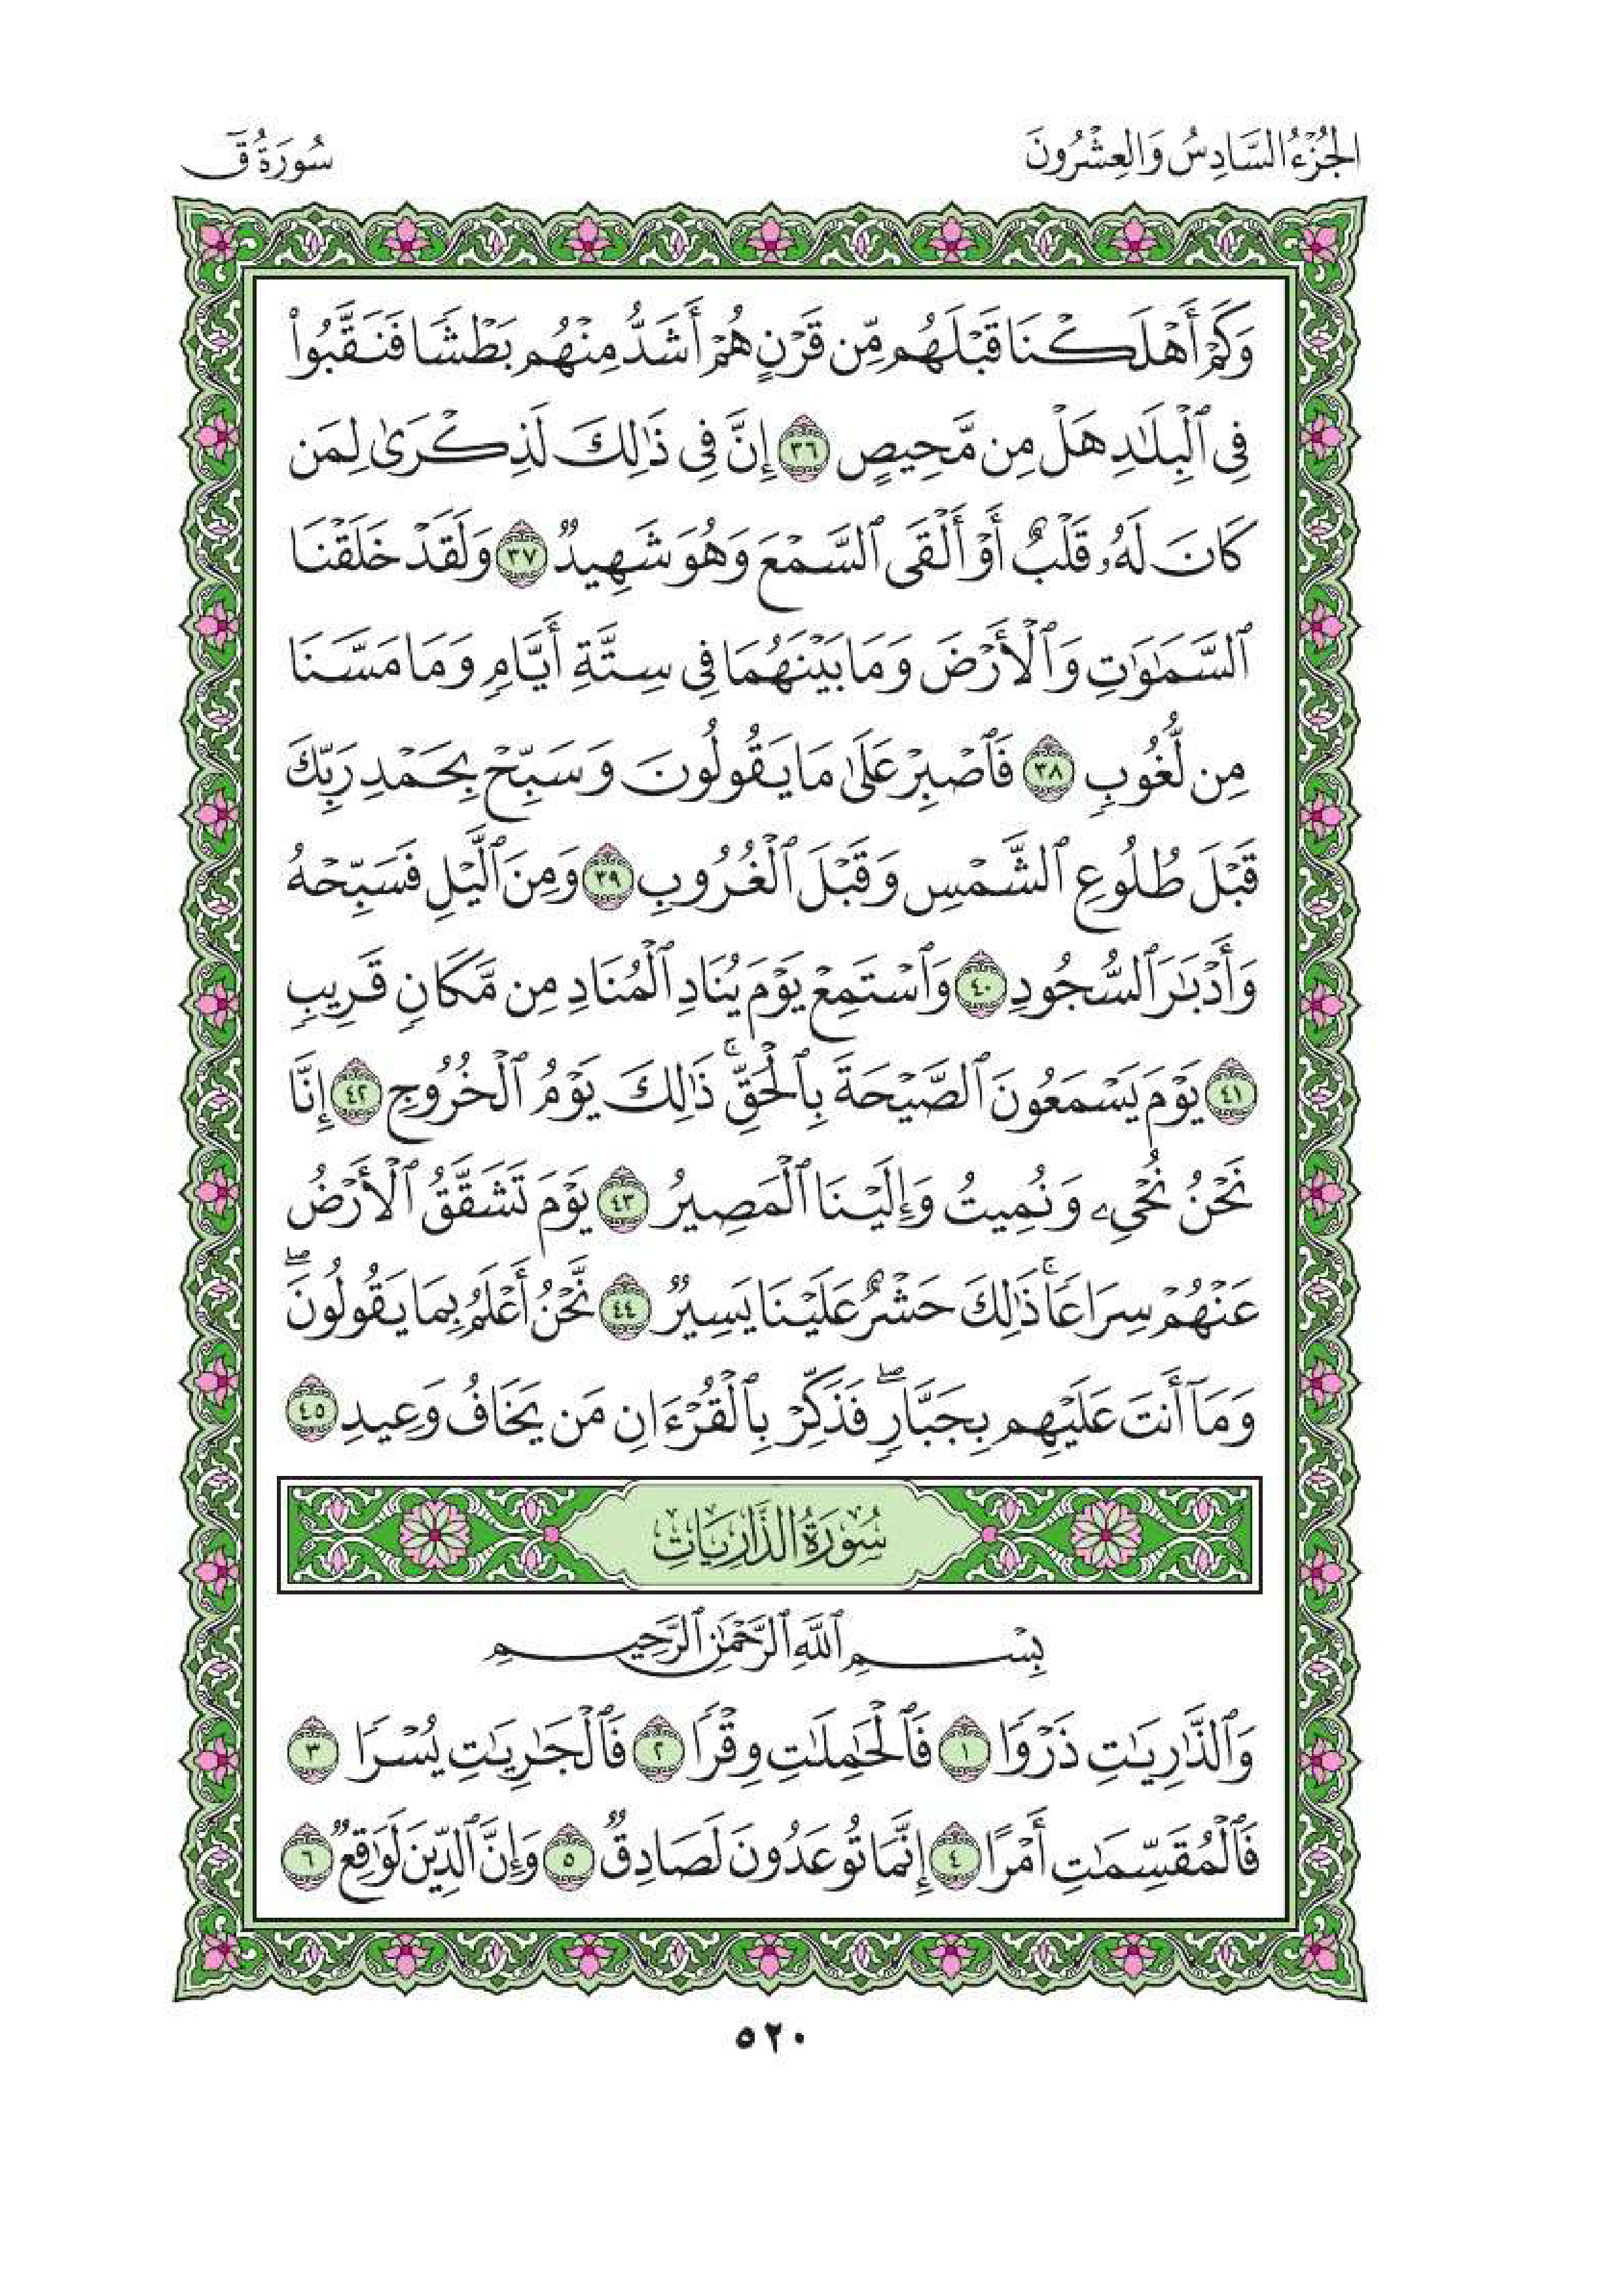 الجُزْءُ السَّادِسُ وَالعِشْرُونَ
سُورَةُ قٓ
وَكَمْ أَهْلَكْنَا قَبْلَهُم مِّن قَرْنٍ هُمْ أَشَدُّ مِنْهُم بَطْشًا فَنَقَّبُوا۟
فِى ٱلْبِلَٰدِ هَلْ مِن مَّحِيصٍ ٣٦ إِنَّ فِى ذَٰلِكَ لَذِكْرَىٰ لِمَن
كَانَ لَهُۥ قَلْبٌ أَوْ أَلْقَى ٱلسَّمْعَ وَهُوَ شَهِيدٌ ٣٧ وَلَقَدْ خَلَقْنَا
ٱلسَّمَٰوَٰتِ وَٱلْأَرْضَ وَمَا بَيْنَهُمَا فِى سِتَّةِ أَيَّامٍ وَمَا مَسَّنَا
مِن لُّغُوبٍ ٣٨ فَٱصْبِرْ عَلَىٰ مَا يَقُولُونَ وَسَبِّحْ بِحَمْدِ رَبِّكَ
قَبْلَ طُلُوعِ ٱلشَّمْسِ وَقَبْلَ ٱلْغُرُوبِ ٣٩ وَمِنَ ٱلَّيْلِ فَسَبِّحْهُ
وَأَدْبَٰرَ ٱلسُّجُودِ ٤٠ وَٱسْتَمِعْ يَوْمَ يُنَادِ ٱلْمُنَادِ مِن مَّكَانٍ قَرِيبٍ
٤١ يَوْمَ يَسْمَعُونَ ٱلصَّيْحَةَ بِٱلْحَقِّ ۚ ذَٰلِكَ يَوْمُ ٱلْخُرُوجِ ٤٢ إِنَّا
نَحْنُ نُحْىِۦ وَنُمِيتُ وَإِلَيْنَا ٱلْمَصِيرُ ٤٣ يَوْمَ تَشَقَّقُ ٱلْأَرْضُ
عَنْهُمْ سِرَاعًا ۚ ذَٰلِكَ حَشْرٌ عَلَيْنَا يَسِيرٌ ٤٤ نَّحْنُ أَعْلَمُ بِمَا يَقُولُونَ ۖ
وَمَآ أَنتَ عَلَيْهِم بِجَبَّارٍ ۖ فَذَكِّرْ بِٱلْقُرْءَانِ مَن يَخَافُ وَعِيدِ ٤٥
سُورَةُ الذَّارِيَاتِ
بِسْمِ ٱللَّهِ ٱلرَّحْمَٰنِ ٱلرَّحِيمِ
وَٱلذَّٰرِيَٰتِ ذَرْوًا ١ فَٱلْحَٰمِلَٰتِ وِقْرًا ٢ فَٱلْجَٰرِيَٰتِ يُسْرًا ٣
فَٱلْمُقَسِّمَٰتِ أَمْرًا ٤ إِنَّمَا تُوعَدُونَ لَصَادِقٌ ٥ وَإِنَّ ٱلدِّينَ لَوَٰقِعٌ ٦
٥٢٠